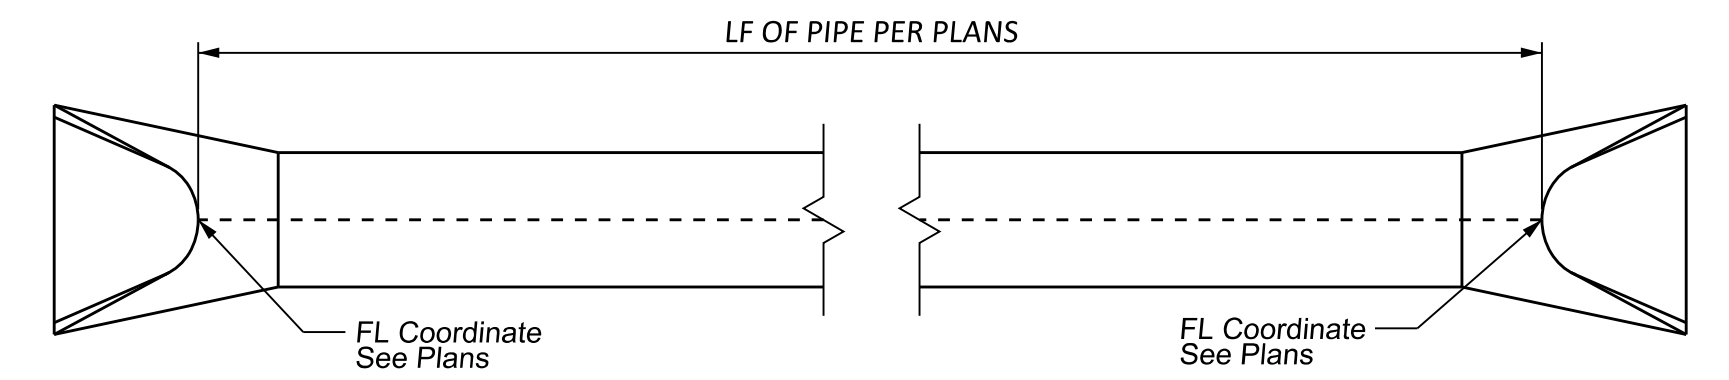 LF OF PIPE PER PLANS
FL Coordinate
See Plans
FL Coordinate
See Plans